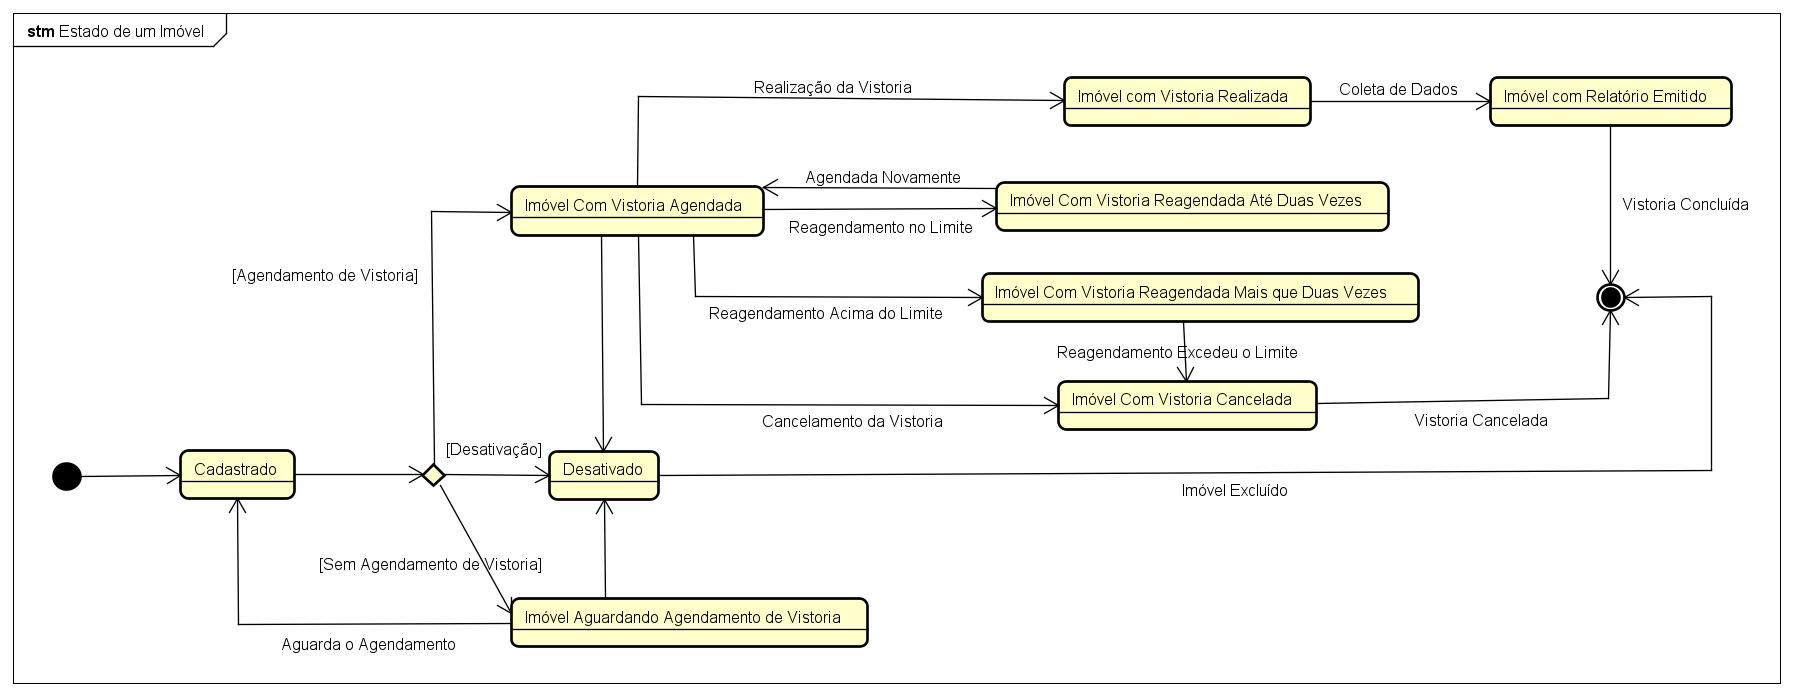 stm Estado de um Imóvel
Realização da Vistoria
Imóvel com Vistoria Realizada
Coleta de Dados
Imóvel com Relatório Emitido
Agendada Novamente
Imóvel Com Vistoria Agendada
Imóvel Com Vistoria Reagendada Até Duas Vezes
Vistoria Concluída
Reagendamento no Limite
[Agendamento de Vistoria]
Imóvel Com Vistoria Reagendada Mais que Duas Vezes
Reagendamento Acima do Limite
Reagendamento Excedeu o Limite
Imóvel Com Vistoria Cancelada
Cancelamento da Vistoria
Vistoria Cancelada
[Desativação]
Cadastrado
Desativado
Imóvel Excluído
[Sem Agendamento de Vistoria]
Imóvel Aguardando Agendamento de Vistoria
Aguarda o Agendamento